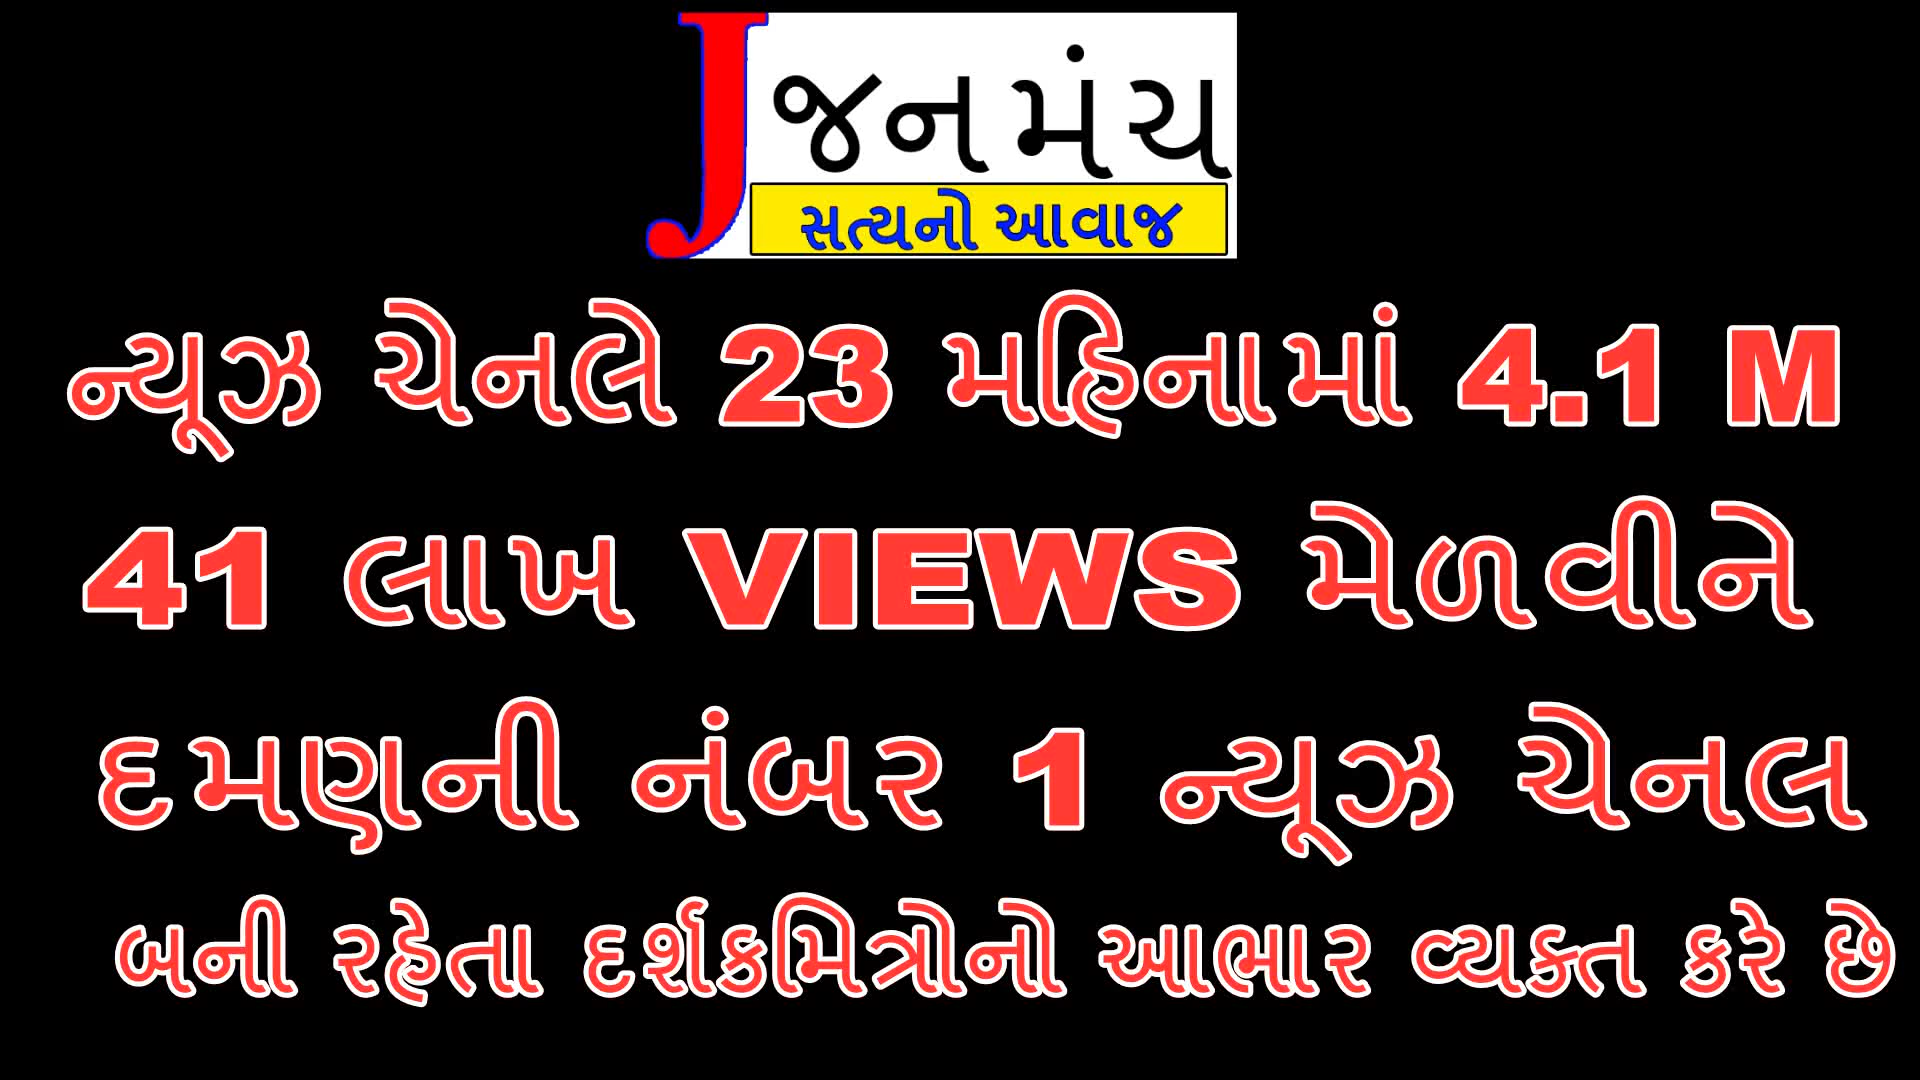 J જનમંચ
સત્યનો આવાજ
ન્યૂઝ ચેનલે 23 મહિનામાં 4.1 M
41 લાખ VIEWS મેળવીને
દમણની નંબર 1 ન્યૂઝ ચેનલ
બની રહેતા દર્શકમિત્રોનો આભાર વ્યક્ત કરે છે